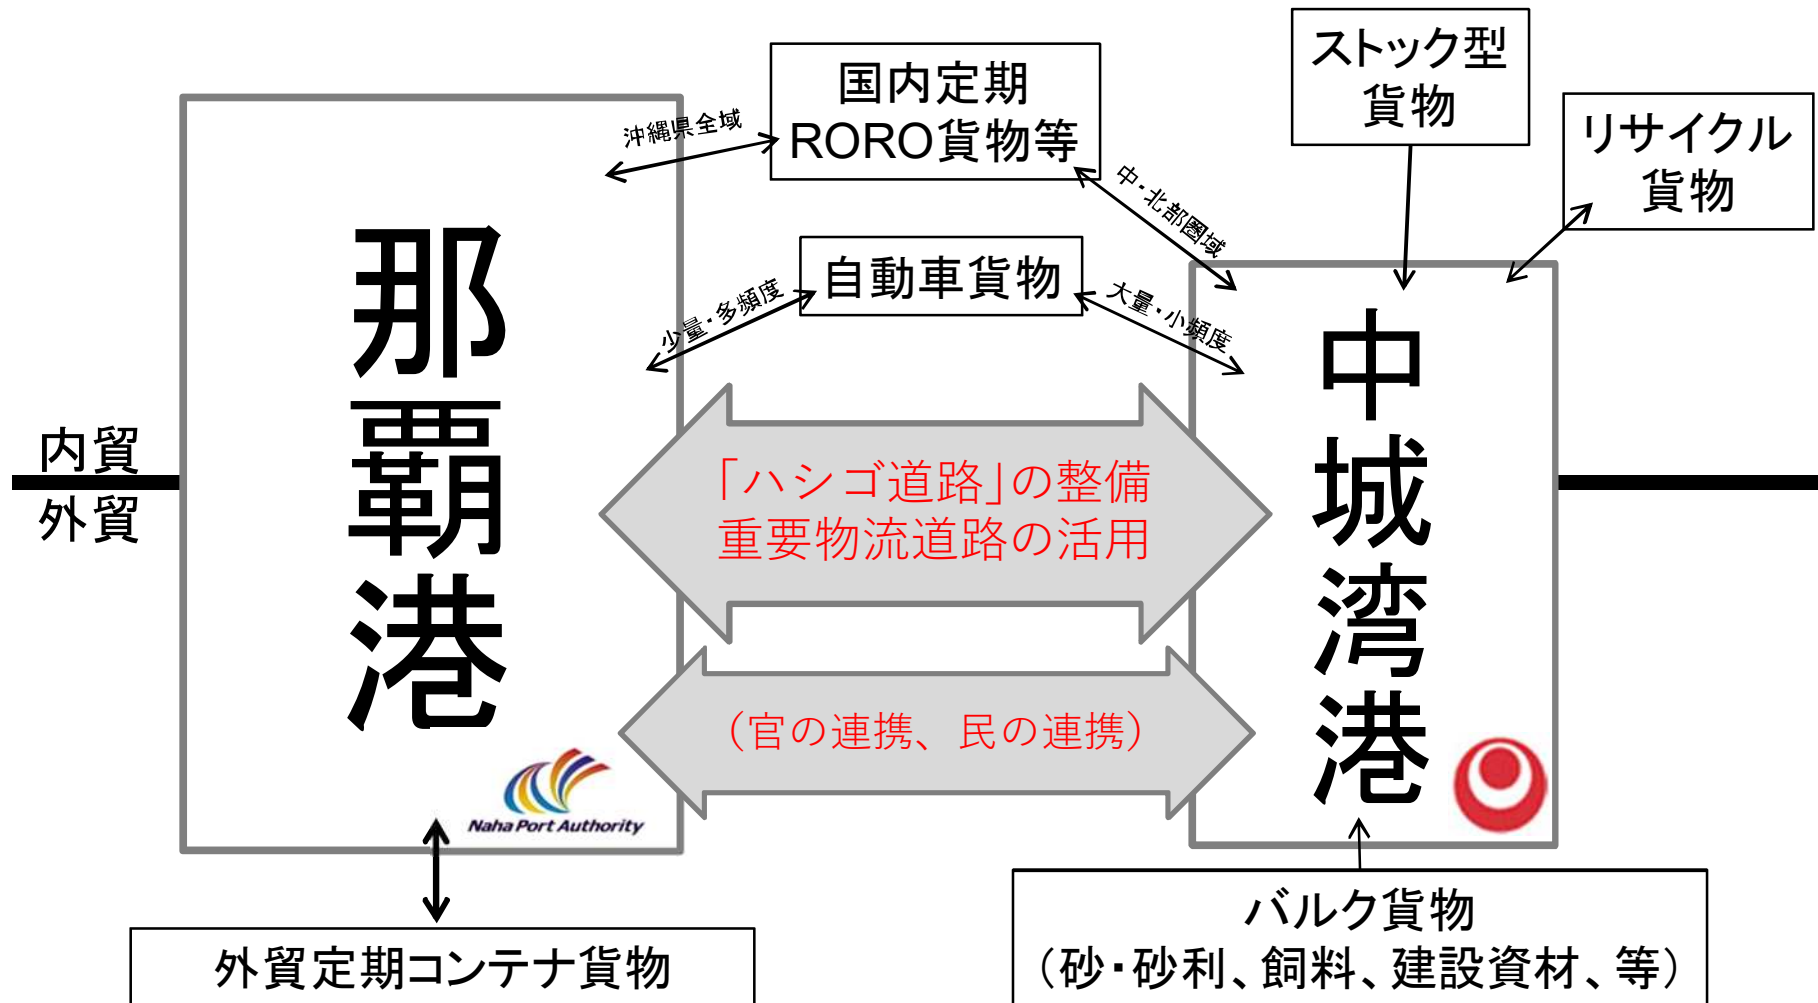 ストック型
貨物
国内定期
RORO貨物等
リサイクル
貨物
沖縄県全域
中・北部圏域
自動車貨物
少量・多頻度
大量・小頻度
那覇港
中城湾港
内貿
外貿
「ハシゴ道路」の整備
重要物流道路の活用
（官の連携、民の連携）
Naha Port Authority
外貿定期コンテナ貨物
バルク貨物
（砂・砂利、飼料、建設資材、等）